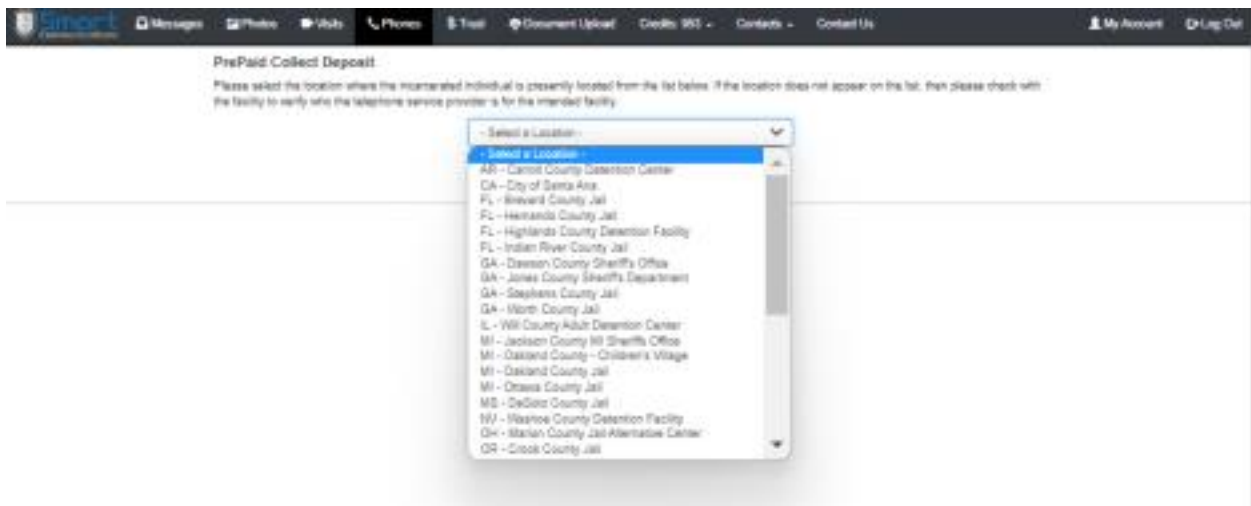 Smart
Messages Photos Visits Phones $ Trust Document Upload Credits: 953 Contacts Contact Us My Account Log Out
PrePaid Collect Deposit
Please select the location where the incarcerated individual is presently located from the list below. If the location does not appear on the list, then please check with
the facility to verify who the telephone service provider is for the intended facility.
- Select a Location -
- Select a Location -
AR - Carroll County Detention Center
CA - City of Santa Ana
FL - Brevard County Jail
FL - Hernando County Jail
FL - Highlands County Detention Facility
FL - Indian River County Jail
GA - Dawson County Sheriff's Office
GA - Jones County Sheriff's Department
GA - Stephens County Jail
GA - Worth County Jail
IL - Will County Adult Detention Center
MI - Jackson County MI Sheriff's Office
MI - Oakland County - Children's Village
MI - Oakland County Jail
MI - Ottawa County Jail
MS - DeSoto County Jail
NV - Washoe County Detention Facility
OH - Marion County Jail Alternative Center
OR - Crook County Jail